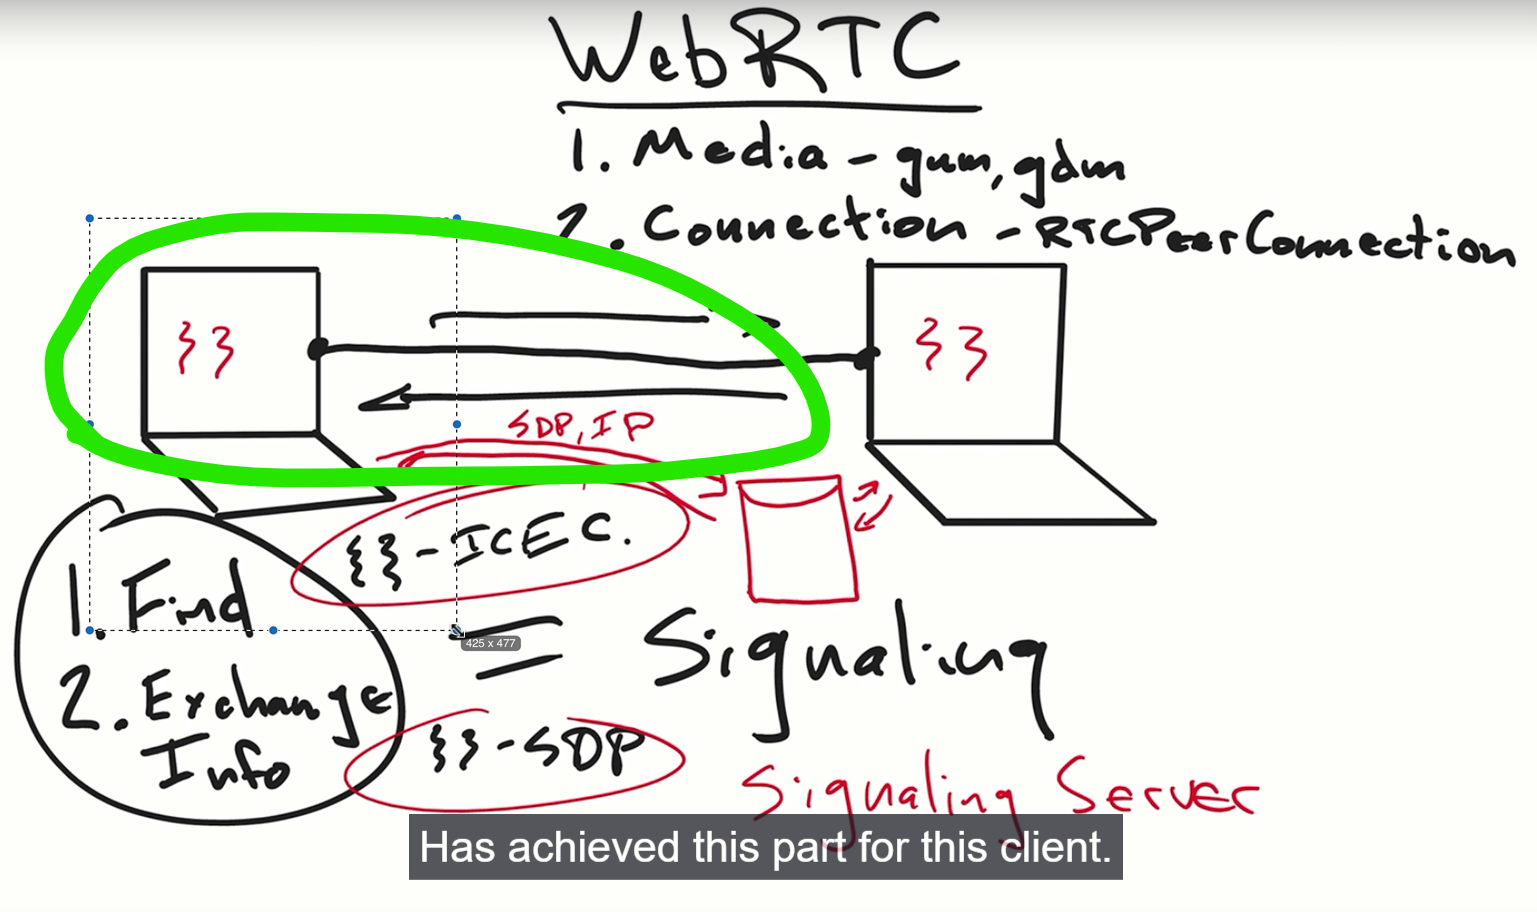 WebRTC
1. Media - gum, gdm
2. Connection - RTCPeerConnection
{ } { }
SDP, IP
{ } - ICE C.
1. Find
= Signaling
2. Exchange
Info
{ } - SDP
Signaling Server
425 x 477
Has achieved this part for this client.